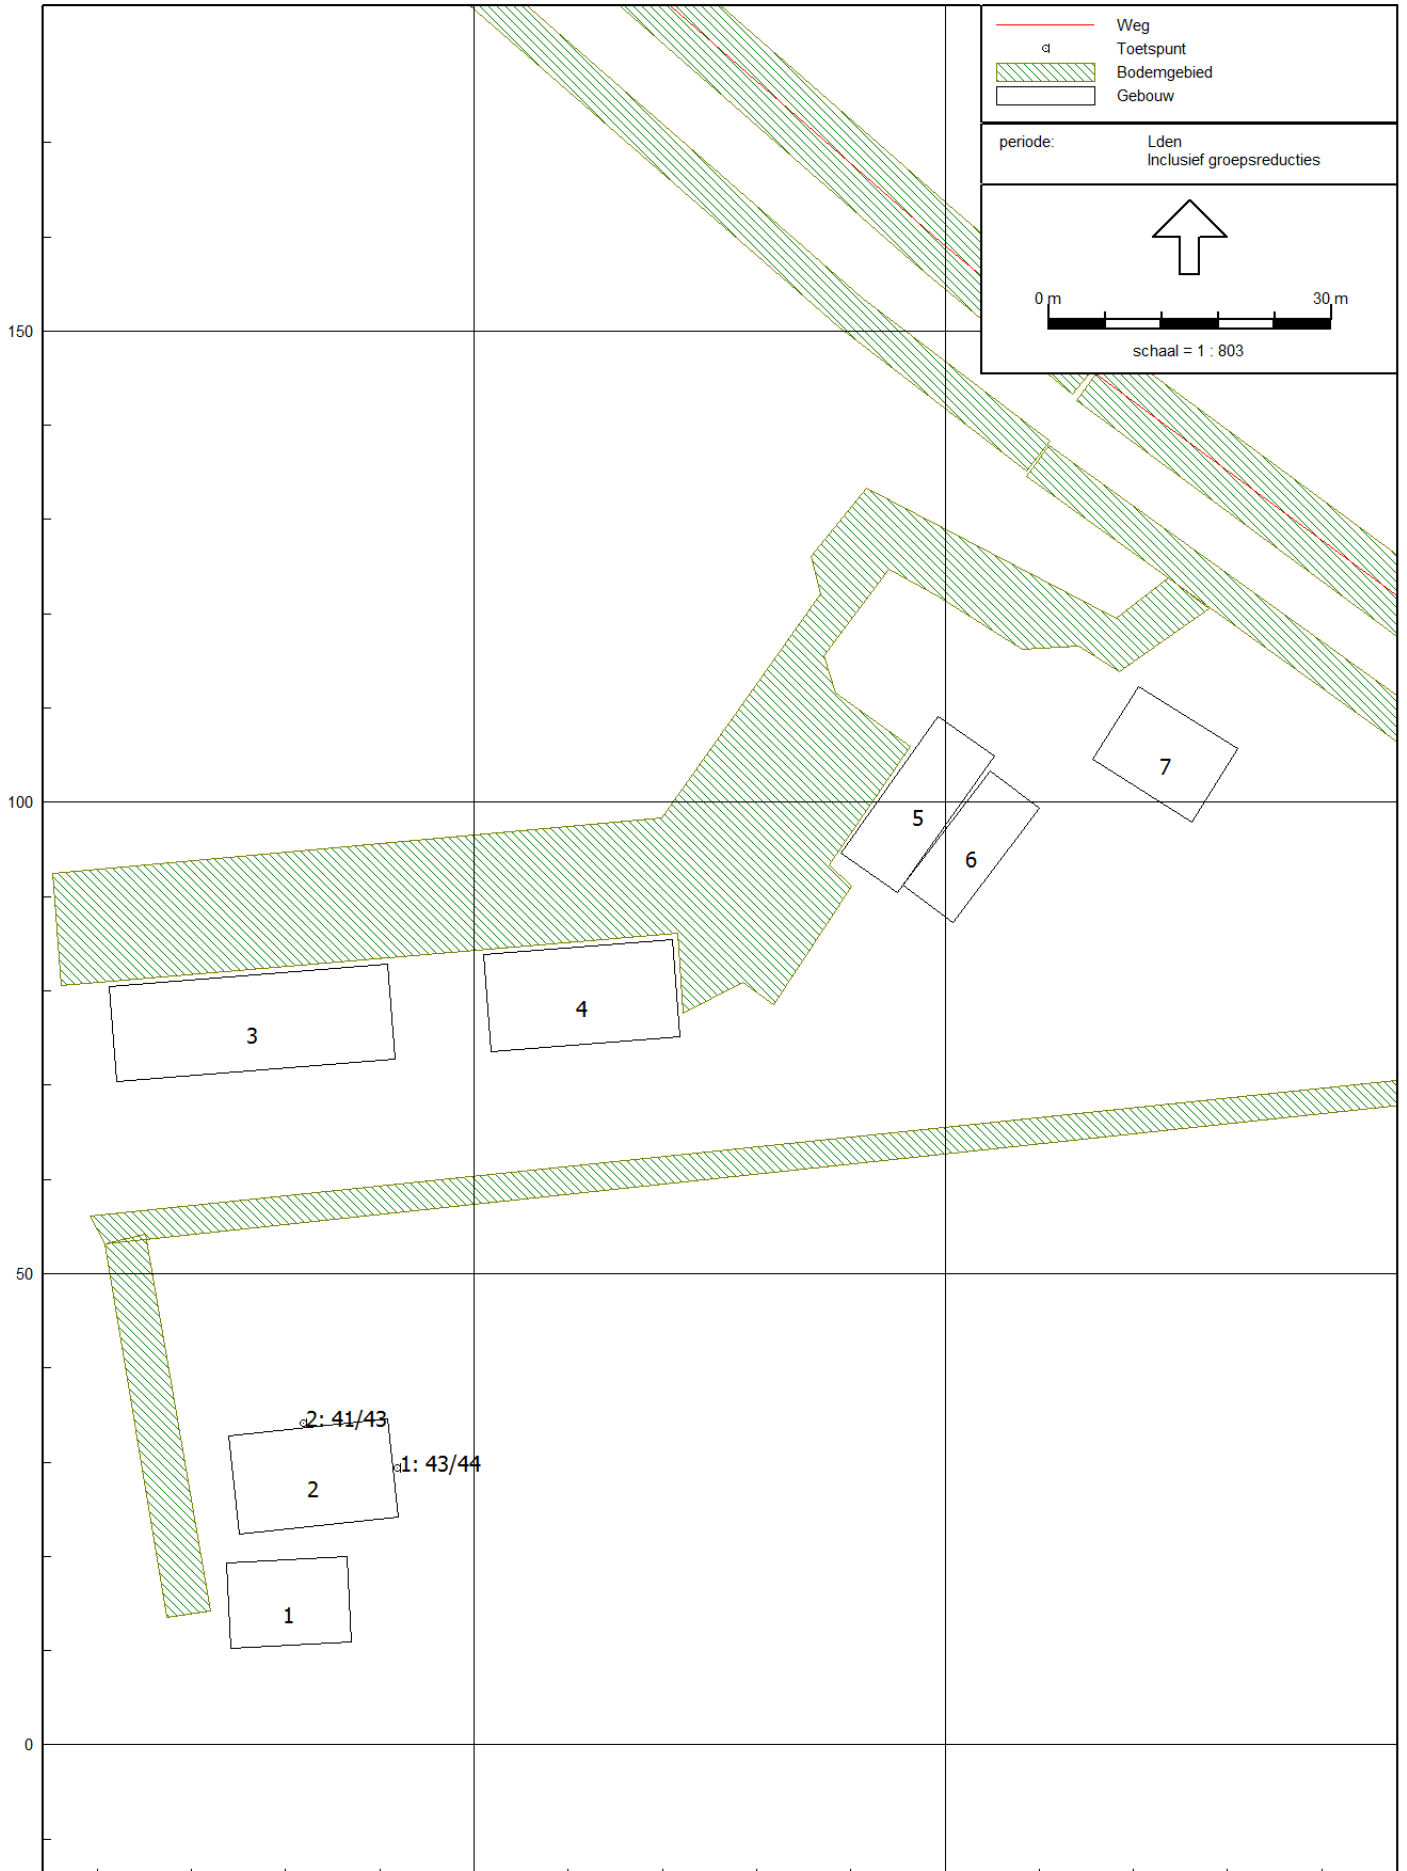 Weg
Toetspunt
Bodemgebied
Gebouw
periode: Lden
Inclusief groepsreducties
0 m 30 m
schaal = 1 : 803
150
7
100
5
6
4
3
50
2: 41/43
1: 43/44
2
1
0